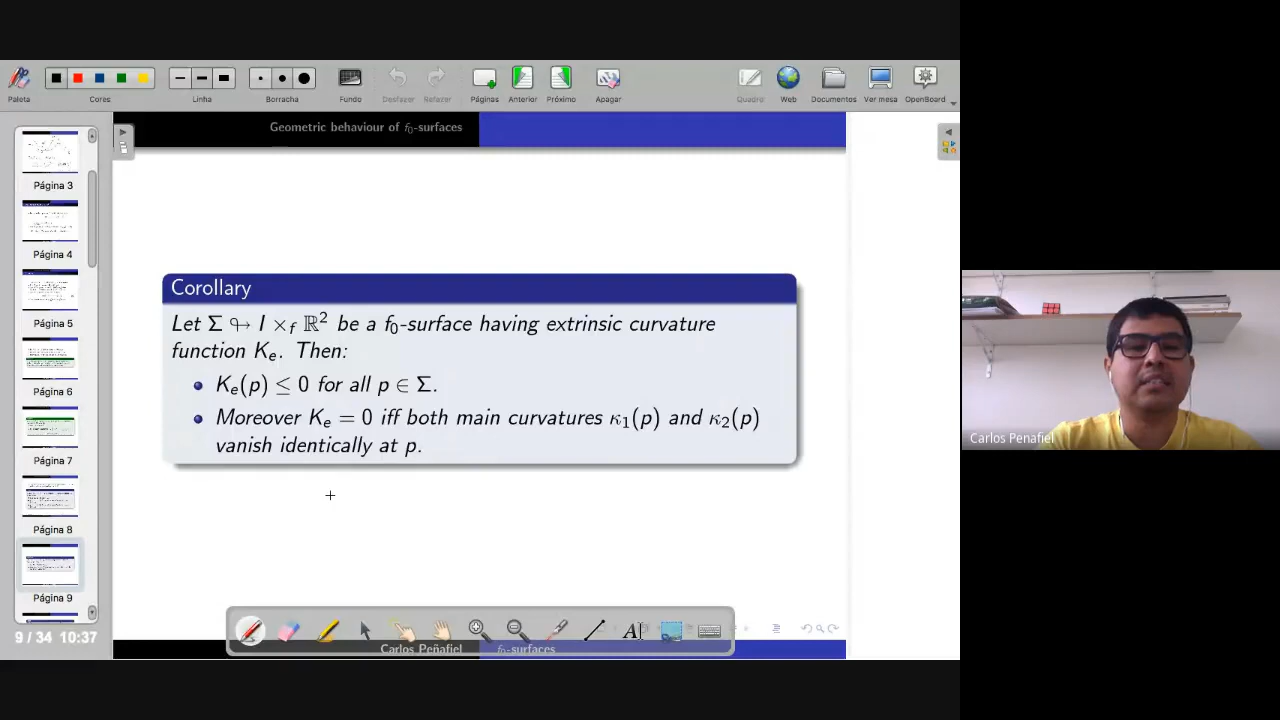 Paleta
Cores
Linha
Borracha
Fundo
Desfazer
Refazer
Páginas
Anterior
Próximo
Apagar
Quadro
Web
Documentos
Ver mesa
OpenBoard
Geometric behaviour of f₀-surfaces
Página 3
Página 4
Página 5
Página 6
Página 7
Página 8
Página 9
9 / 34 10:37
Corollary
Let Σ ↬ I ×f ℝ² be a f₀-surface having extrinsic curvature
function Kₑ. Then:
Kₑ(p) ≤ 0 for all p ∈ Σ.
Moreover Kₑ = 0 iff both main curvatures κ₁(p) and κ₂(p)
vanish identically at p.
Carlos Peñafiel
f₀-surfaces
Carlos Penafiel